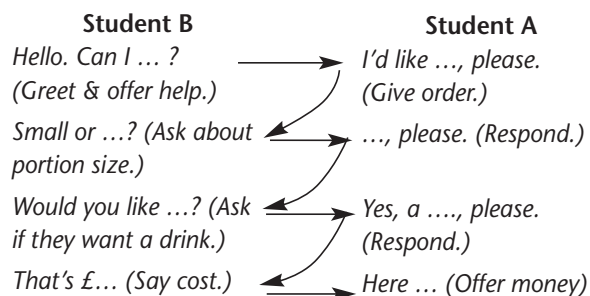 Student B
Student A
Hello. Can I … ?
(Greet & offer help.)
I'd like …, please.
(Give order.)
Small or …? (Ask about
portion size.)
…, please. (Respond.)
Would you like …? (Ask
if they want a drink.)
Yes, a …., please.
(Respond.)
That's £… (Say cost.)
Here … (Offer money)